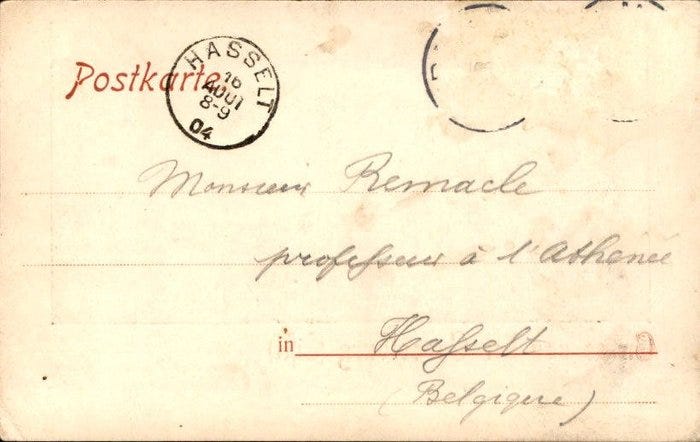 Postkarte
HASSELT
16
AOUT
8-9
04
Monsieur Remacle
professeur à l'Athenée
in Hasselt
(Belgique)